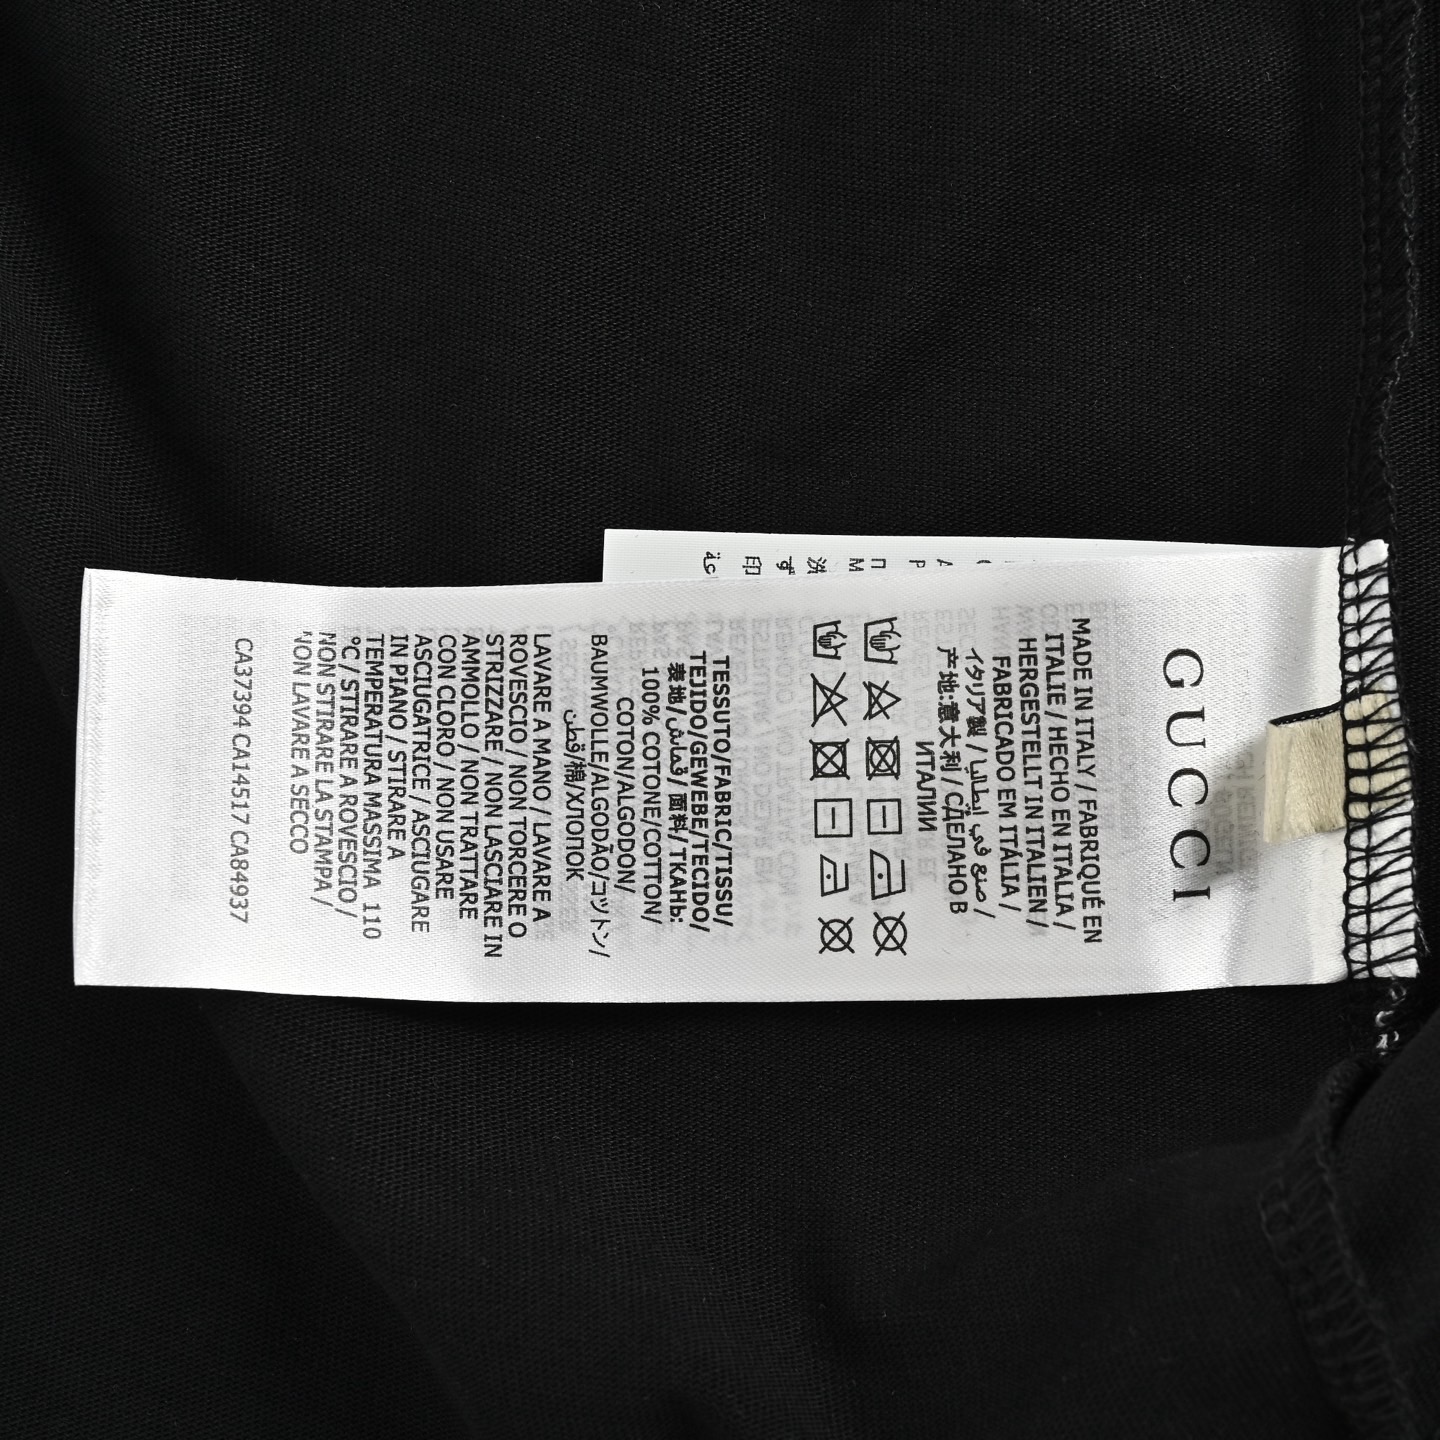 GUCCI
MADE IN ITALY / FABRIQUÉ EN
ITALIE / HECHO EN ITALIA /
HERGESTELLT IN ITALIEN /
FABRICADO EM ITÁLIA /
イタリア製 / صنع في إيطاليا /
产地:意大利 / СДЕЛАНО В
ИТАЛИИ
TESSUTO/FABRIC/TISSU/
TEJIDO/GEWEBE/TECIDO/
表地/قماش/面料/ТКАНЬ:
100% COTONE/COTTON/
COTON/ALGODON/
BAUMWOLLE/ALGODÃO/コットン/
قطن/棉/ХЛОПОК
LAVARE A MANO / LAVARE A
ROVESCIO / NON TORCERE O
STRIZZARE / NON LASCIARE IN
AMMOLLO / NON TRATTARE
CON CLORO / NON USARE
ASCIUGATRICE / ASCIUGARE
IN PIANO / STIRARE A
TEMPERATURA MASSIMA 110
°C/ STIRARE A ROVESCIO /
NON STIRARE LA STAMPA /
NON LAVARE A SECCO
CA37394 CA14517 CA84937